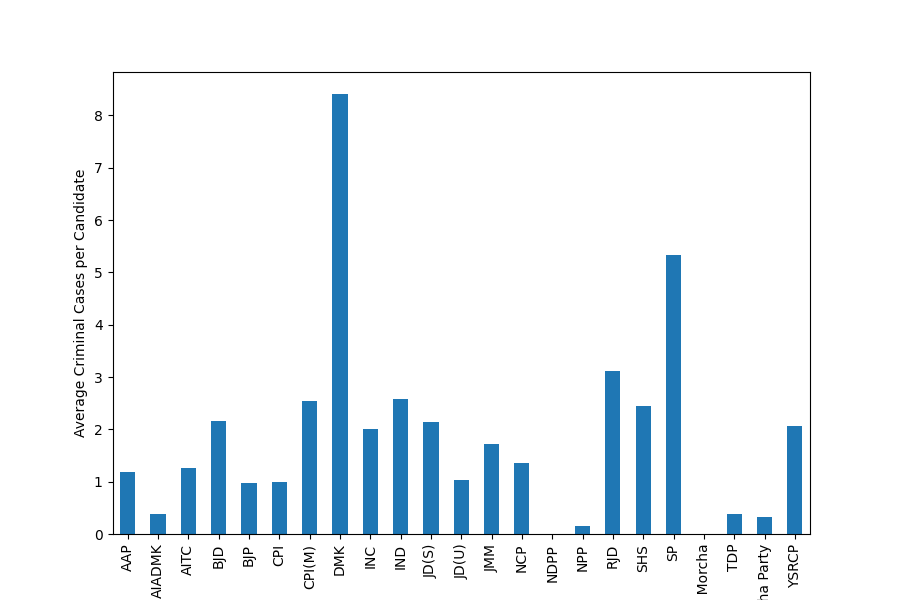 Average Criminal Cases per Candidate
8
7
6
5
4
3
2
1
0
AAP
AIADMK
AITC
BJD
BJP
CPI
CPI(M)
DMK
INC
IND
JD(S)
JD(U)
JMM
NCP
NDPP
NPP
RJD
SHS
SP
Morcha
TDP
Party
YSRCP